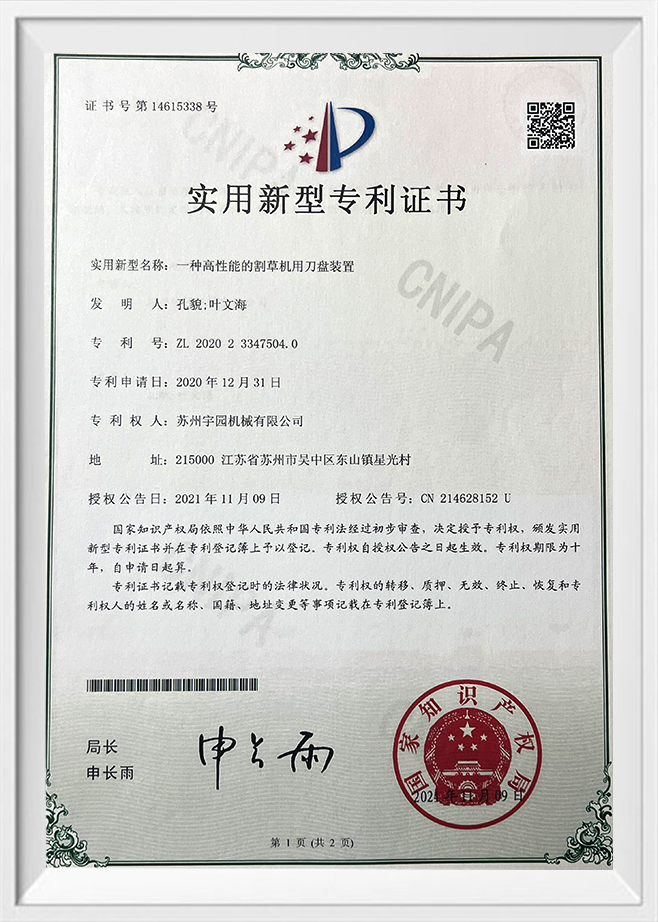 证书号第14615338号
实用新型专利证书
实用新型名称：一种高性能的割草机用刀盘装置
发明人：孔貌;叶文海
专利号：ZL 2020 2 3347504.0
专利申请日：2020年12月31日
专利权人：苏州宇园机械有限公司
地址：215000 江苏省苏州市吴中区东山镇星光村
授权公告日：2021年11月09日 授权公告号：CN 214628152 U
国家知识产权局依照中华人民共和国专利法经过初步审查，决定授予专利权，颁发实用
新型专利证书并在专利登记簿上予以登记。专利权自授权公告之日起生效。专利权期限为十
年，自申请日起算。
专利证书记载专利权登记时的法律状况。专利权的转移、质押、无效、终止、恢复和专
利权人的姓名或名称、国籍、地址变更等事项记载在专利登记簿上。
局长
申长雨
申长雨
国家知识产权局
2021年11月09日
第 1 页 (共 2 页)
CNIPA
CNIPA
CNIPA